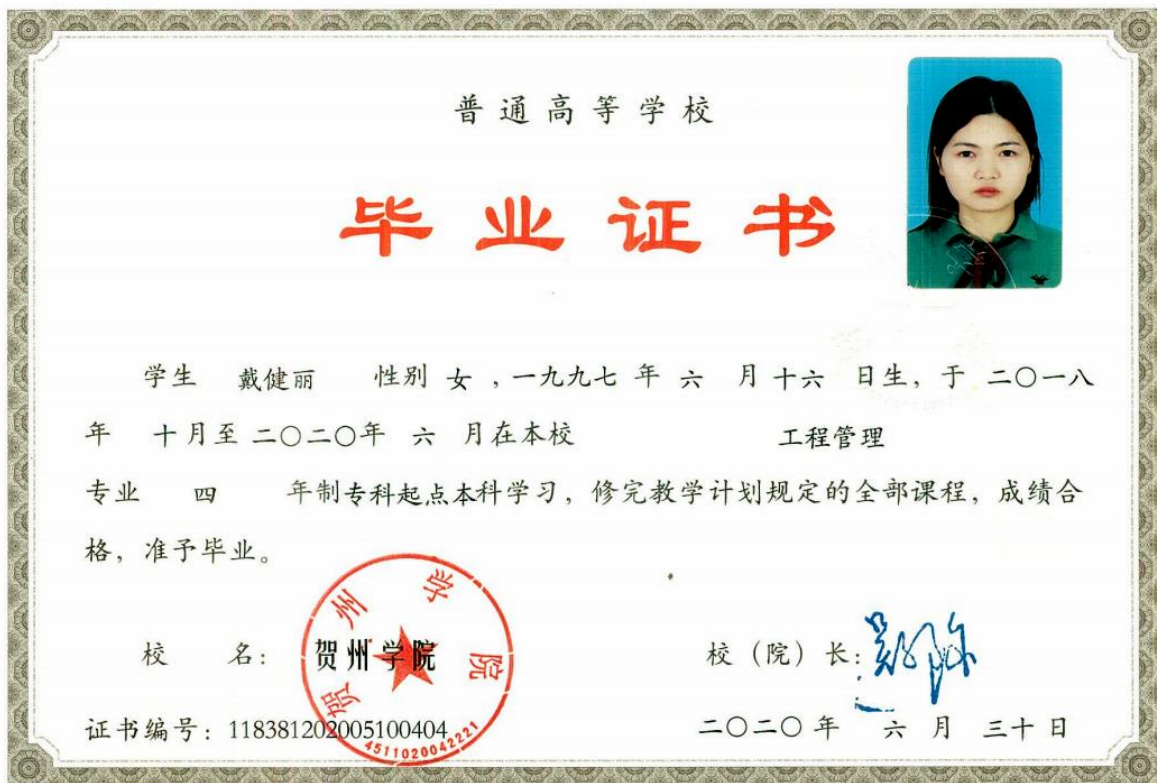 普通高等学校
毕业证书
学生 戴健丽 性别 女 ，一九九七 年 六 月 十六 日生，于 二〇一八
年 十月至 二〇二〇年 六 月在本校 工程管理
专业 四 年制专科起点本科学习，修完教学计划规定的全部课程，成绩合
格，准予毕业。
校 名： 贺州学院
贺州学院
4511020042221
校（院）长：
证书编号：118381202005100404
二〇二〇 年 六 月 三十 日